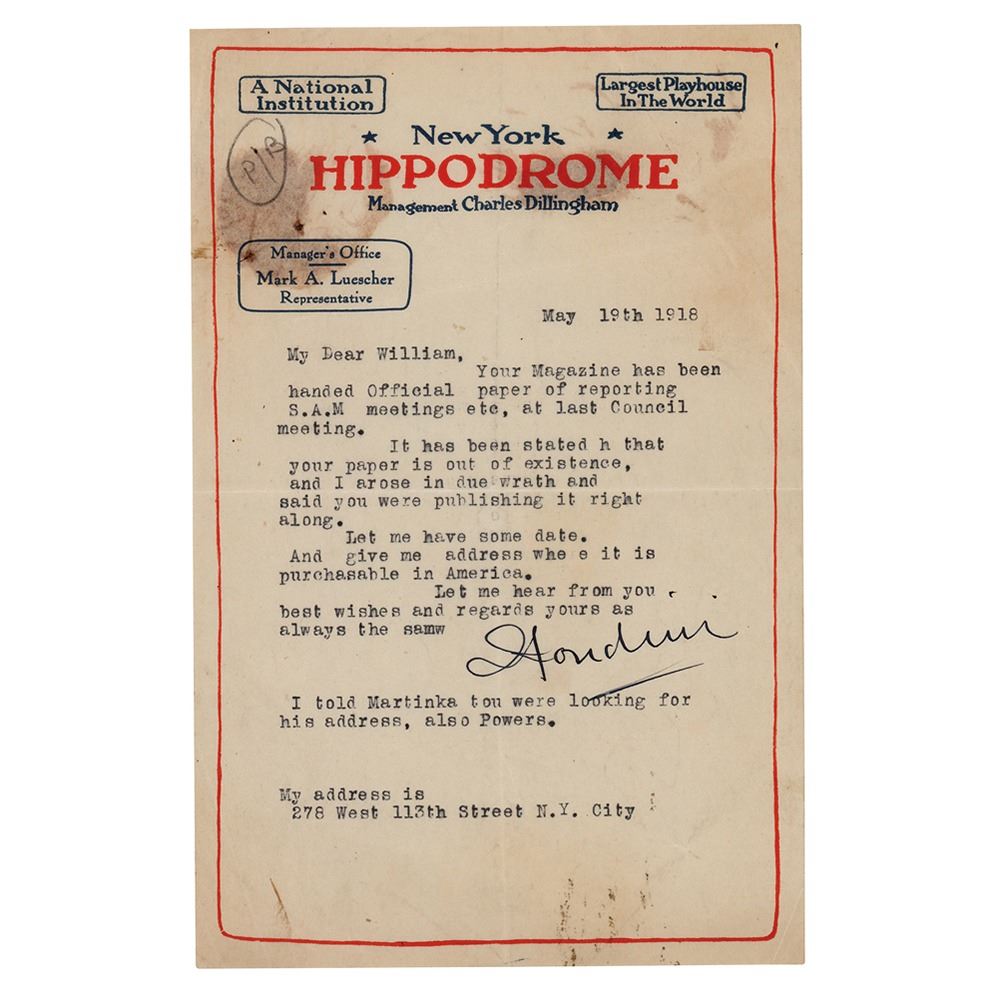 A National
Institution
Largest Playhouse
In The World
P/B
New York
HIPPODROME
Management Charles Dillingham
Manager's Office
Mark A. Luescher
Representative
May 19th 1918
My Dear William,
Your Magazine has been
handed Official paper of reporting
S.A.M meetings etc, at last Council
meeting.
It has been stated h that
your paper is out of existence,
and I arose in due wrath and
said you were publishing it right
along.
Let me have some date.
And give me address whe e it is
purchasable in America.
Let me hear from you .
best wishes and regards yours as
always the samw
Houdini
I told Martinka tou were looking for
his address, also Powers.
My address is
278 West 113th Street N.Y. City